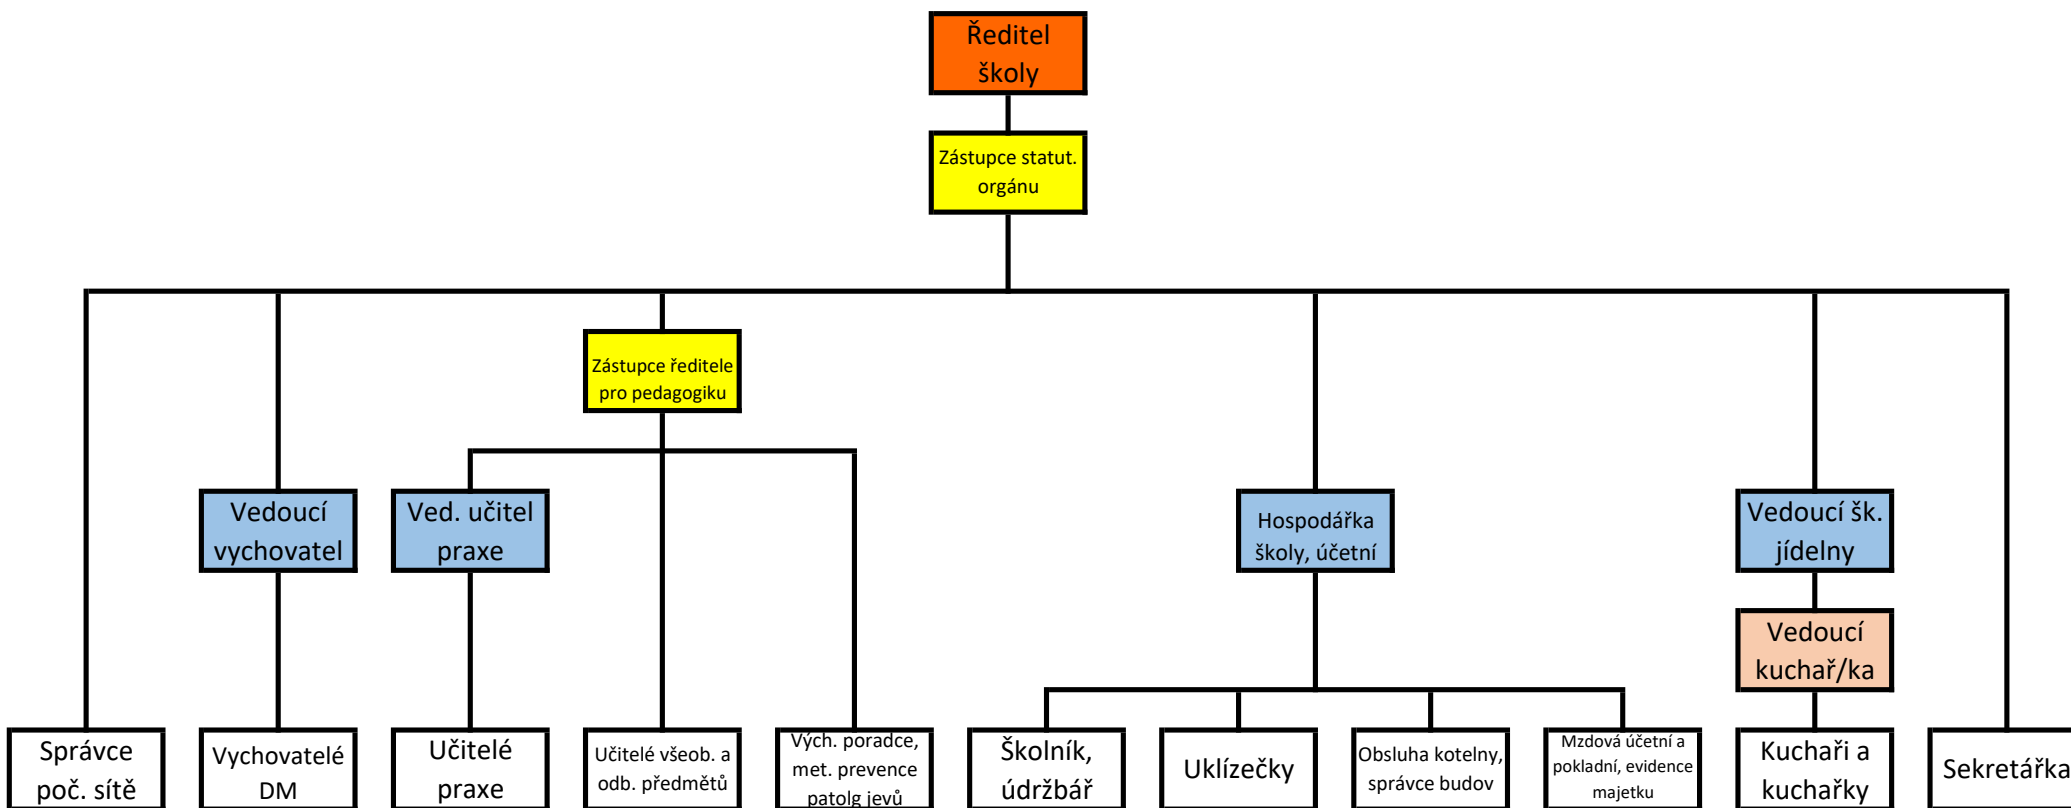 Ředitel
školy
Zástupce statut.
orgánu
Zástupce ředitele
pro pedagogiku
Vedoucí
vychovatel
Ved. učitel
praxe
Hospodářka
školy, účetní
Vedoucí šk.
jídelny
Vedoucí
kuchař/ka
Správce
poč. sítě
Vychovatelé
DM
Učitelé
praxe
Učitelé všeob. a
odb. předmětů
Vých. poradce,
met. prevence
patolg jevů
Školník,
údržbář
Uklízečky
Obsluha kotelny,
správce budov
Mzdová účetní a
pokladní, evidence
majetku
Kuchaři a
kuchařky
Sekretářka